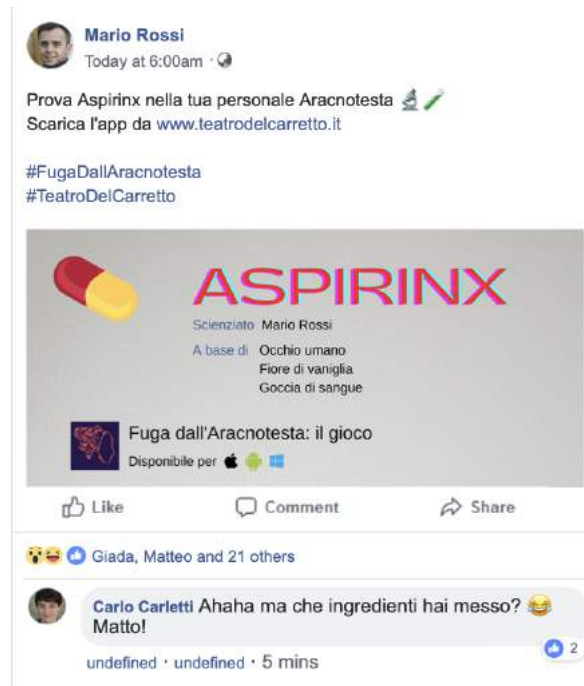 Mario Rossi
Today at 6:00am ·
Prova Aspirinx nella tua personale Aracnotesta
Scarica l'app da www.teatrodelcarretto.it
#FugaDallAracnotesta
#TeatroDelCarretto
ASPIRINX
Scienziato Mario Rossi
A base di Occhio umano
Fiore di vaniglia
Goccia di sangue
Fuga dall'Aracnotesta: il gioco
Disponibile per
Like Comment Share
Giada, Matteo and 21 others
Carlo Carletti Ahaha ma che ingredienti hai messo? 😂
Matto!
2
undefined · undefined · 5 mins